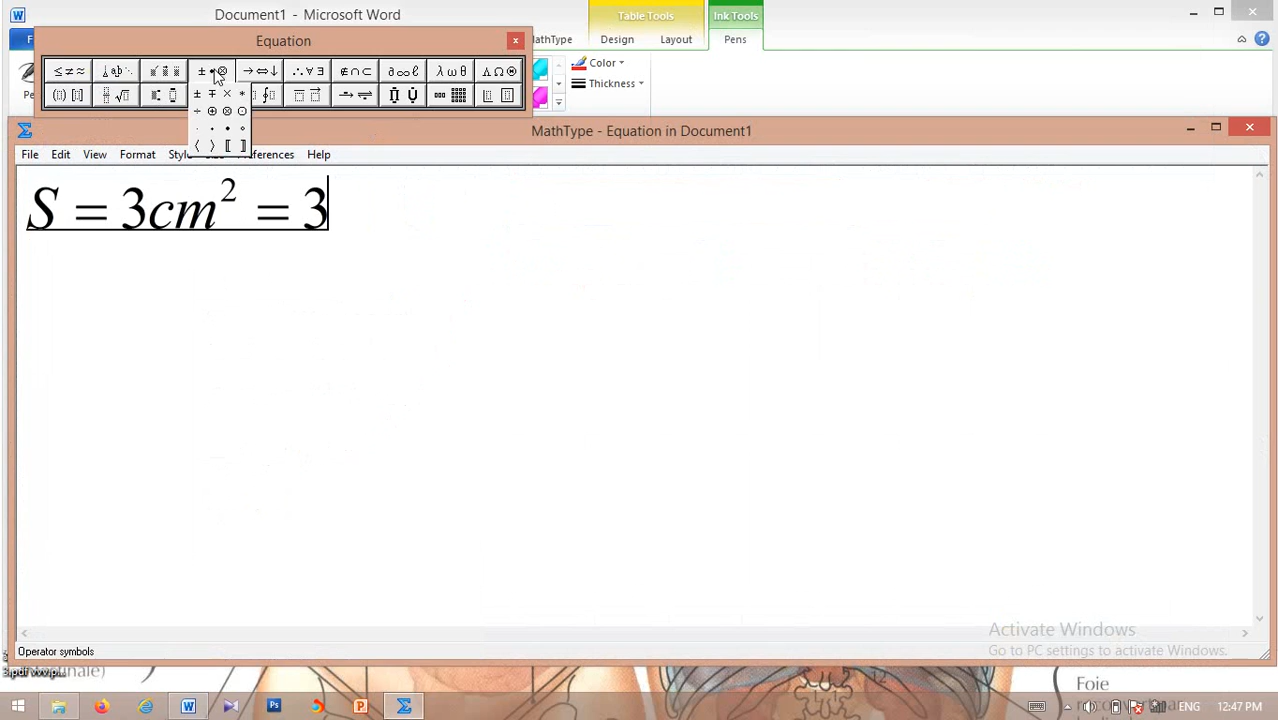 Document1 - Microsoft Word
Table Tools
Ink Tools
Equation
MathType
Design
Layout
Pens
Color
Thickness
MathType - Equation in Document1
File Edit View Format Preferences Help
S = 3cm² = 3
Activate Windows
Go to PC settings to activate Windows.
Operator symbols
Foie
ENG 12:47 PM